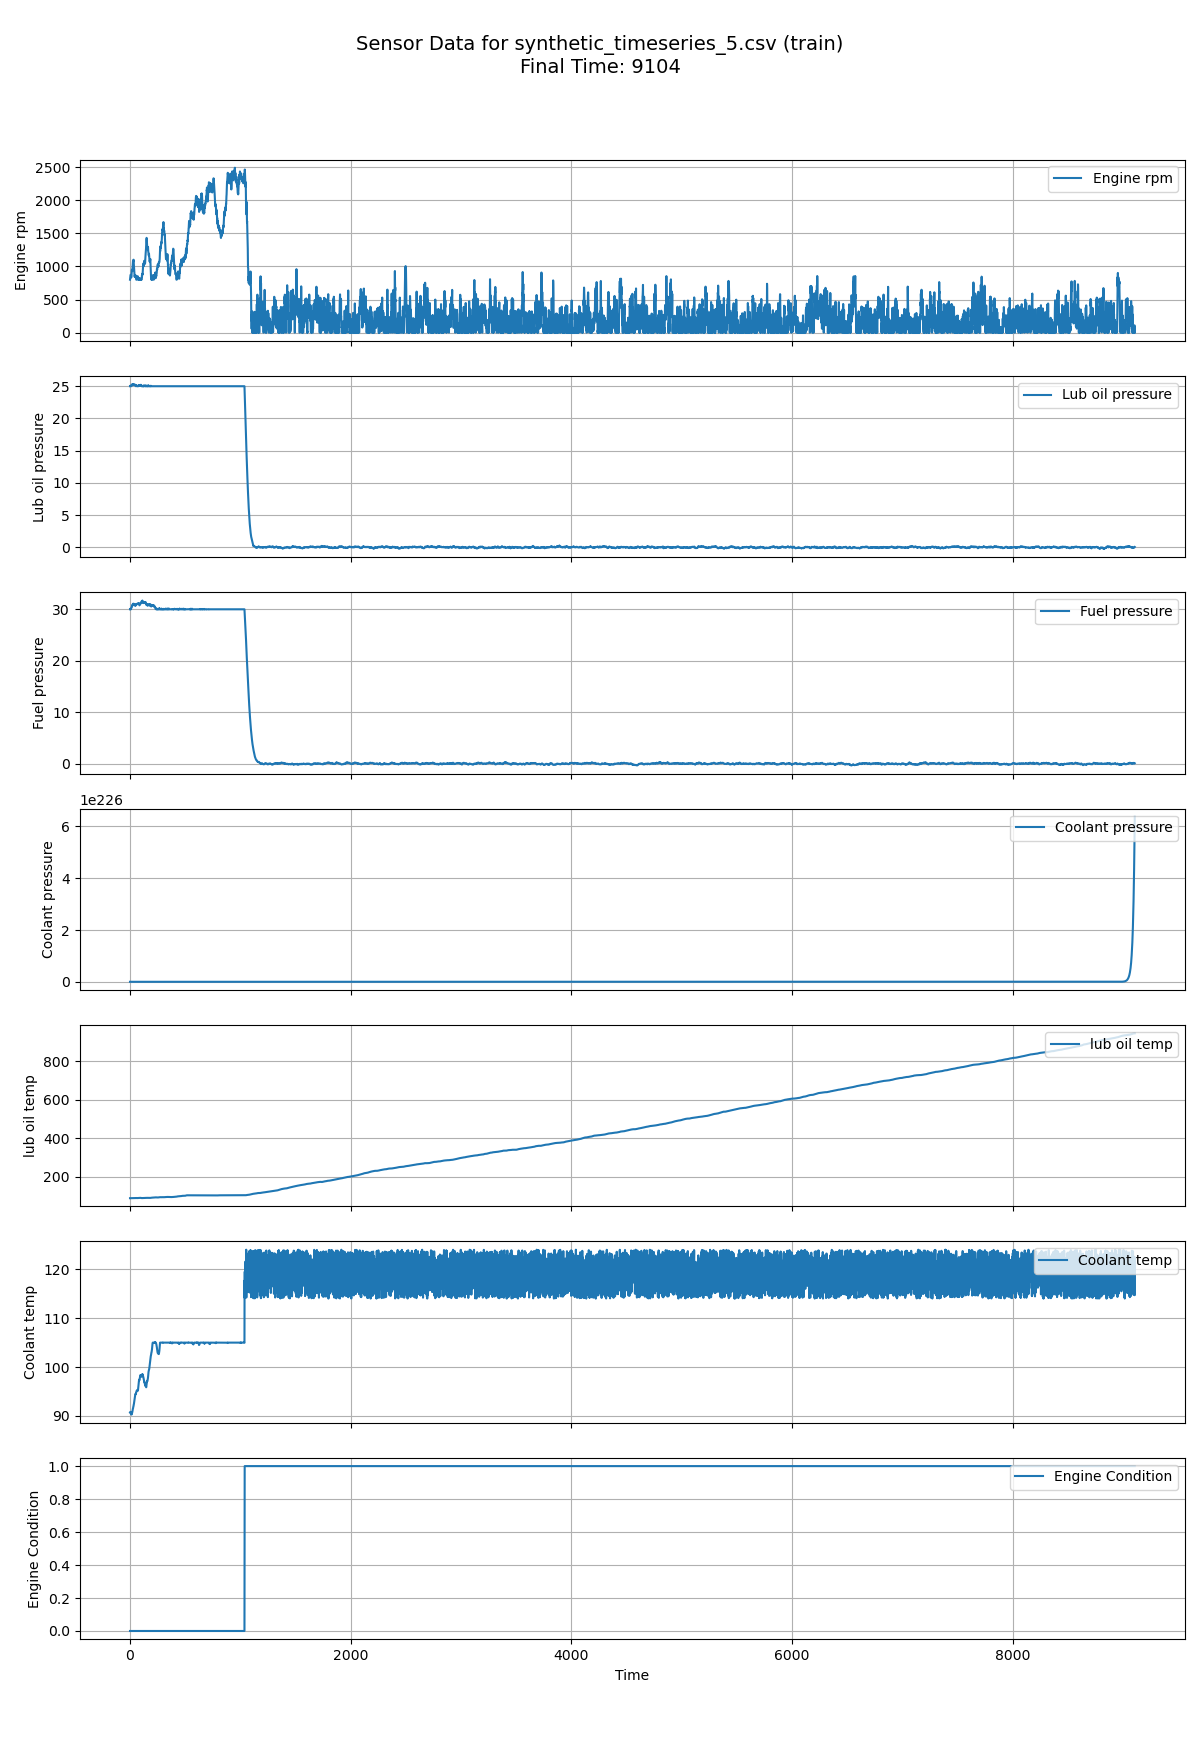 Sensor Data for synthetic_timeseries_5.csv (train)
Final Time: 9104
2500
2000
1500
1000
500
0
Engine rpm
Engine rpm
25
20
15
10
5
0
Lub oil pressure
Lub oil pressure
30
20
10
0
Fuel pressure
Fuel pressure
1e226
6
4
2
0
Coolant pressure
Coolant pressure
800
600
400
200
lub oil temp
lub oil temp
120
110
100
90
Coolant temp
Coolant temp
1.0
0.8
0.6
0.4
0.2
0.0
Engine Condition
Engine Condition
0 2000 4000 6000 8000
Time